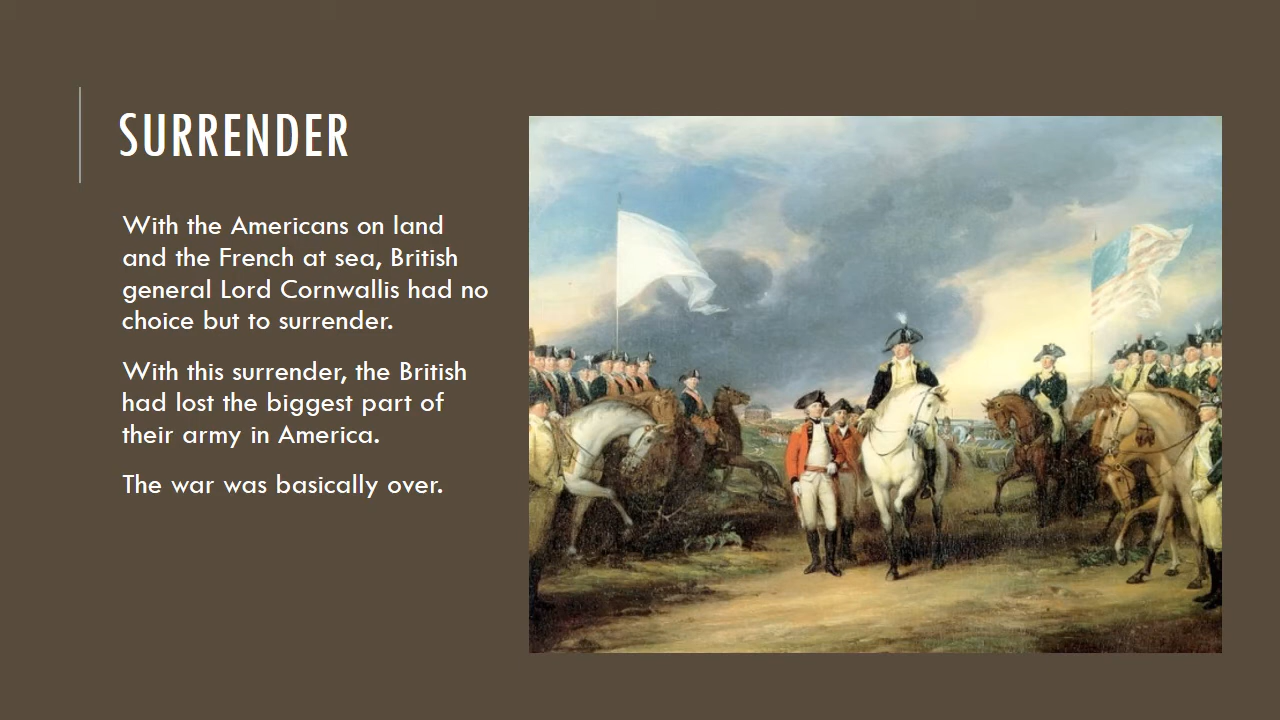 SURRENDER
With the Americans on land
and the French at sea, British
general Lord Cornwallis had no
choice but to surrender.
With this surrender, the British
had lost the biggest part of
their army in America.
The war was basically over.